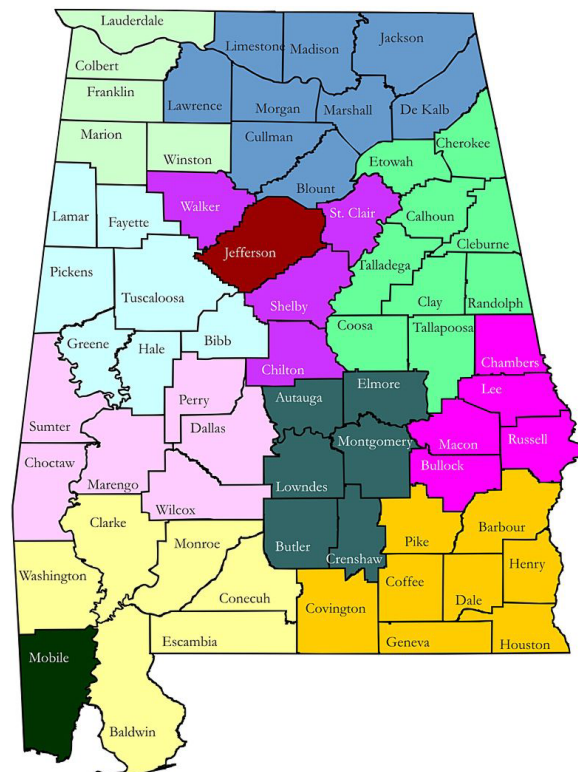 Lauderdale
Limestone
Madison
Jackson
Colbert
Franklin
Lawrence
Morgan
Marshall
De Kalb
Marion
Winston
Cullman
Cherokee
Etowah
Blount
Walker
St. Clair
Calhoun
Lamar
Fayette
Cleburne
Jefferson
Talladega
Pickens
Tuscaloosa
Shelby
Clay
Randolph
Greene
Hale
Bibb
Coosa
Tallapoosa
Chilton
Chambers
Sumter
Perry
Autauga
Elmore
Lee
Dallas
Choctaw
Marengo
Montgomery
Macon
Russell
Bullock
Lowndes
Wilcox
Clarke
Monroe
Butler
Crenshaw
Pike
Barbour
Washington
Conecuh
Covington
Coffee
Dale
Henry
Escambia
Geneva
Houston
Mobile
Baldwin